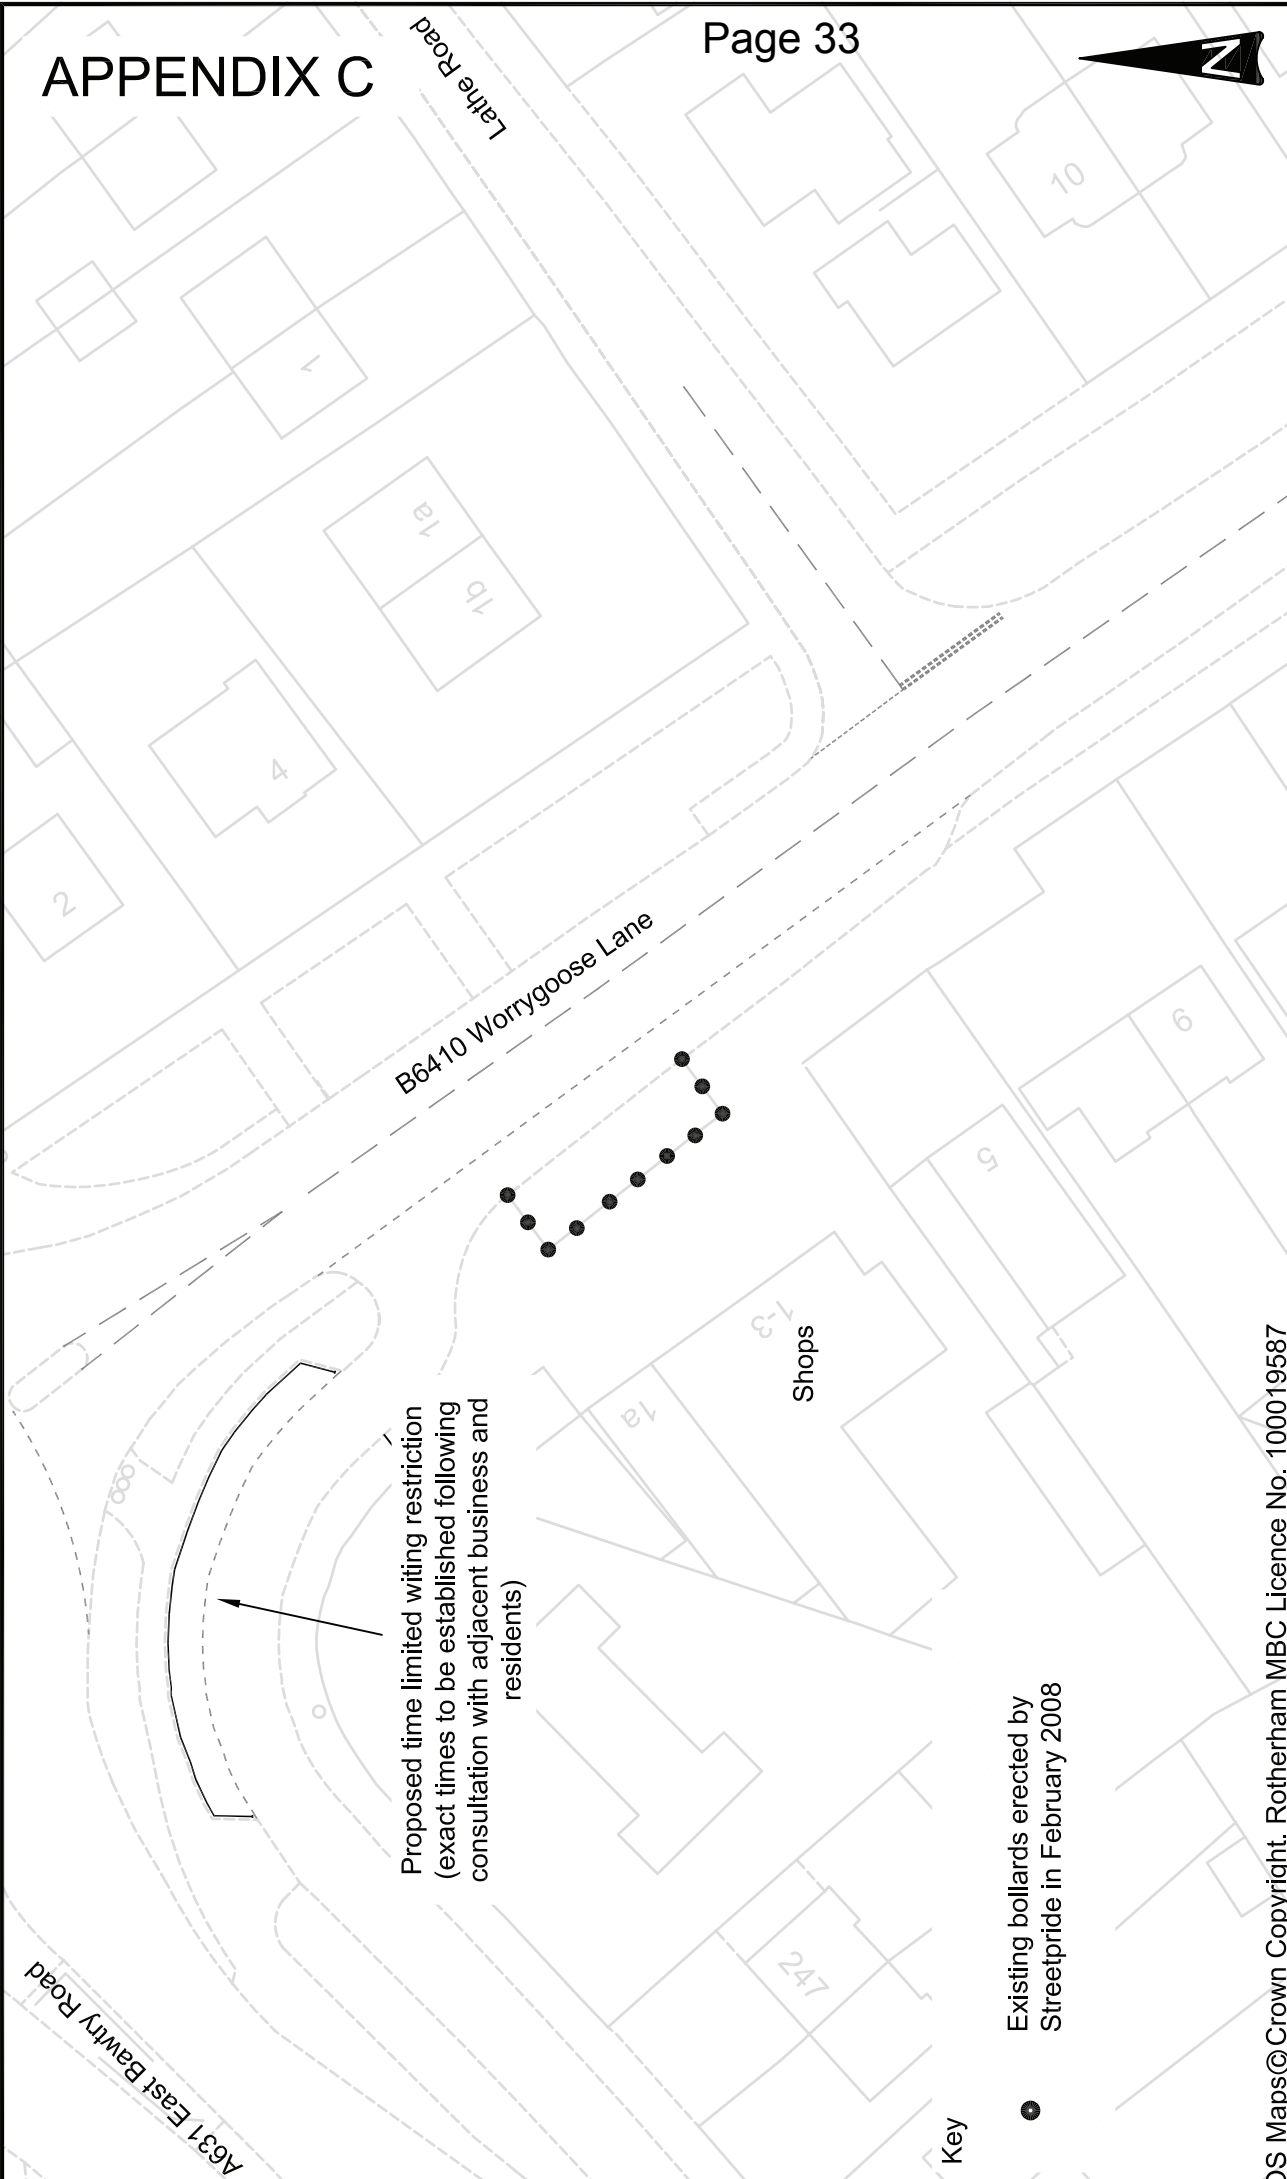 APPENDIX C
Page 33
N
Lathe Road
10
1
1a
1b
4
2
B6410 Worrygoose Lane
6
5
1-3
1a
Shops
Proposed time limited witing restriction
(exact times to be established following
consultation with adjacent business and
residents)
247
A631 East Bawtry Road
Key
Existing bollards erected by
Streetpride in February 2008
Maps©Crown Copyright. Rotherham MBC Licence No. 100019587